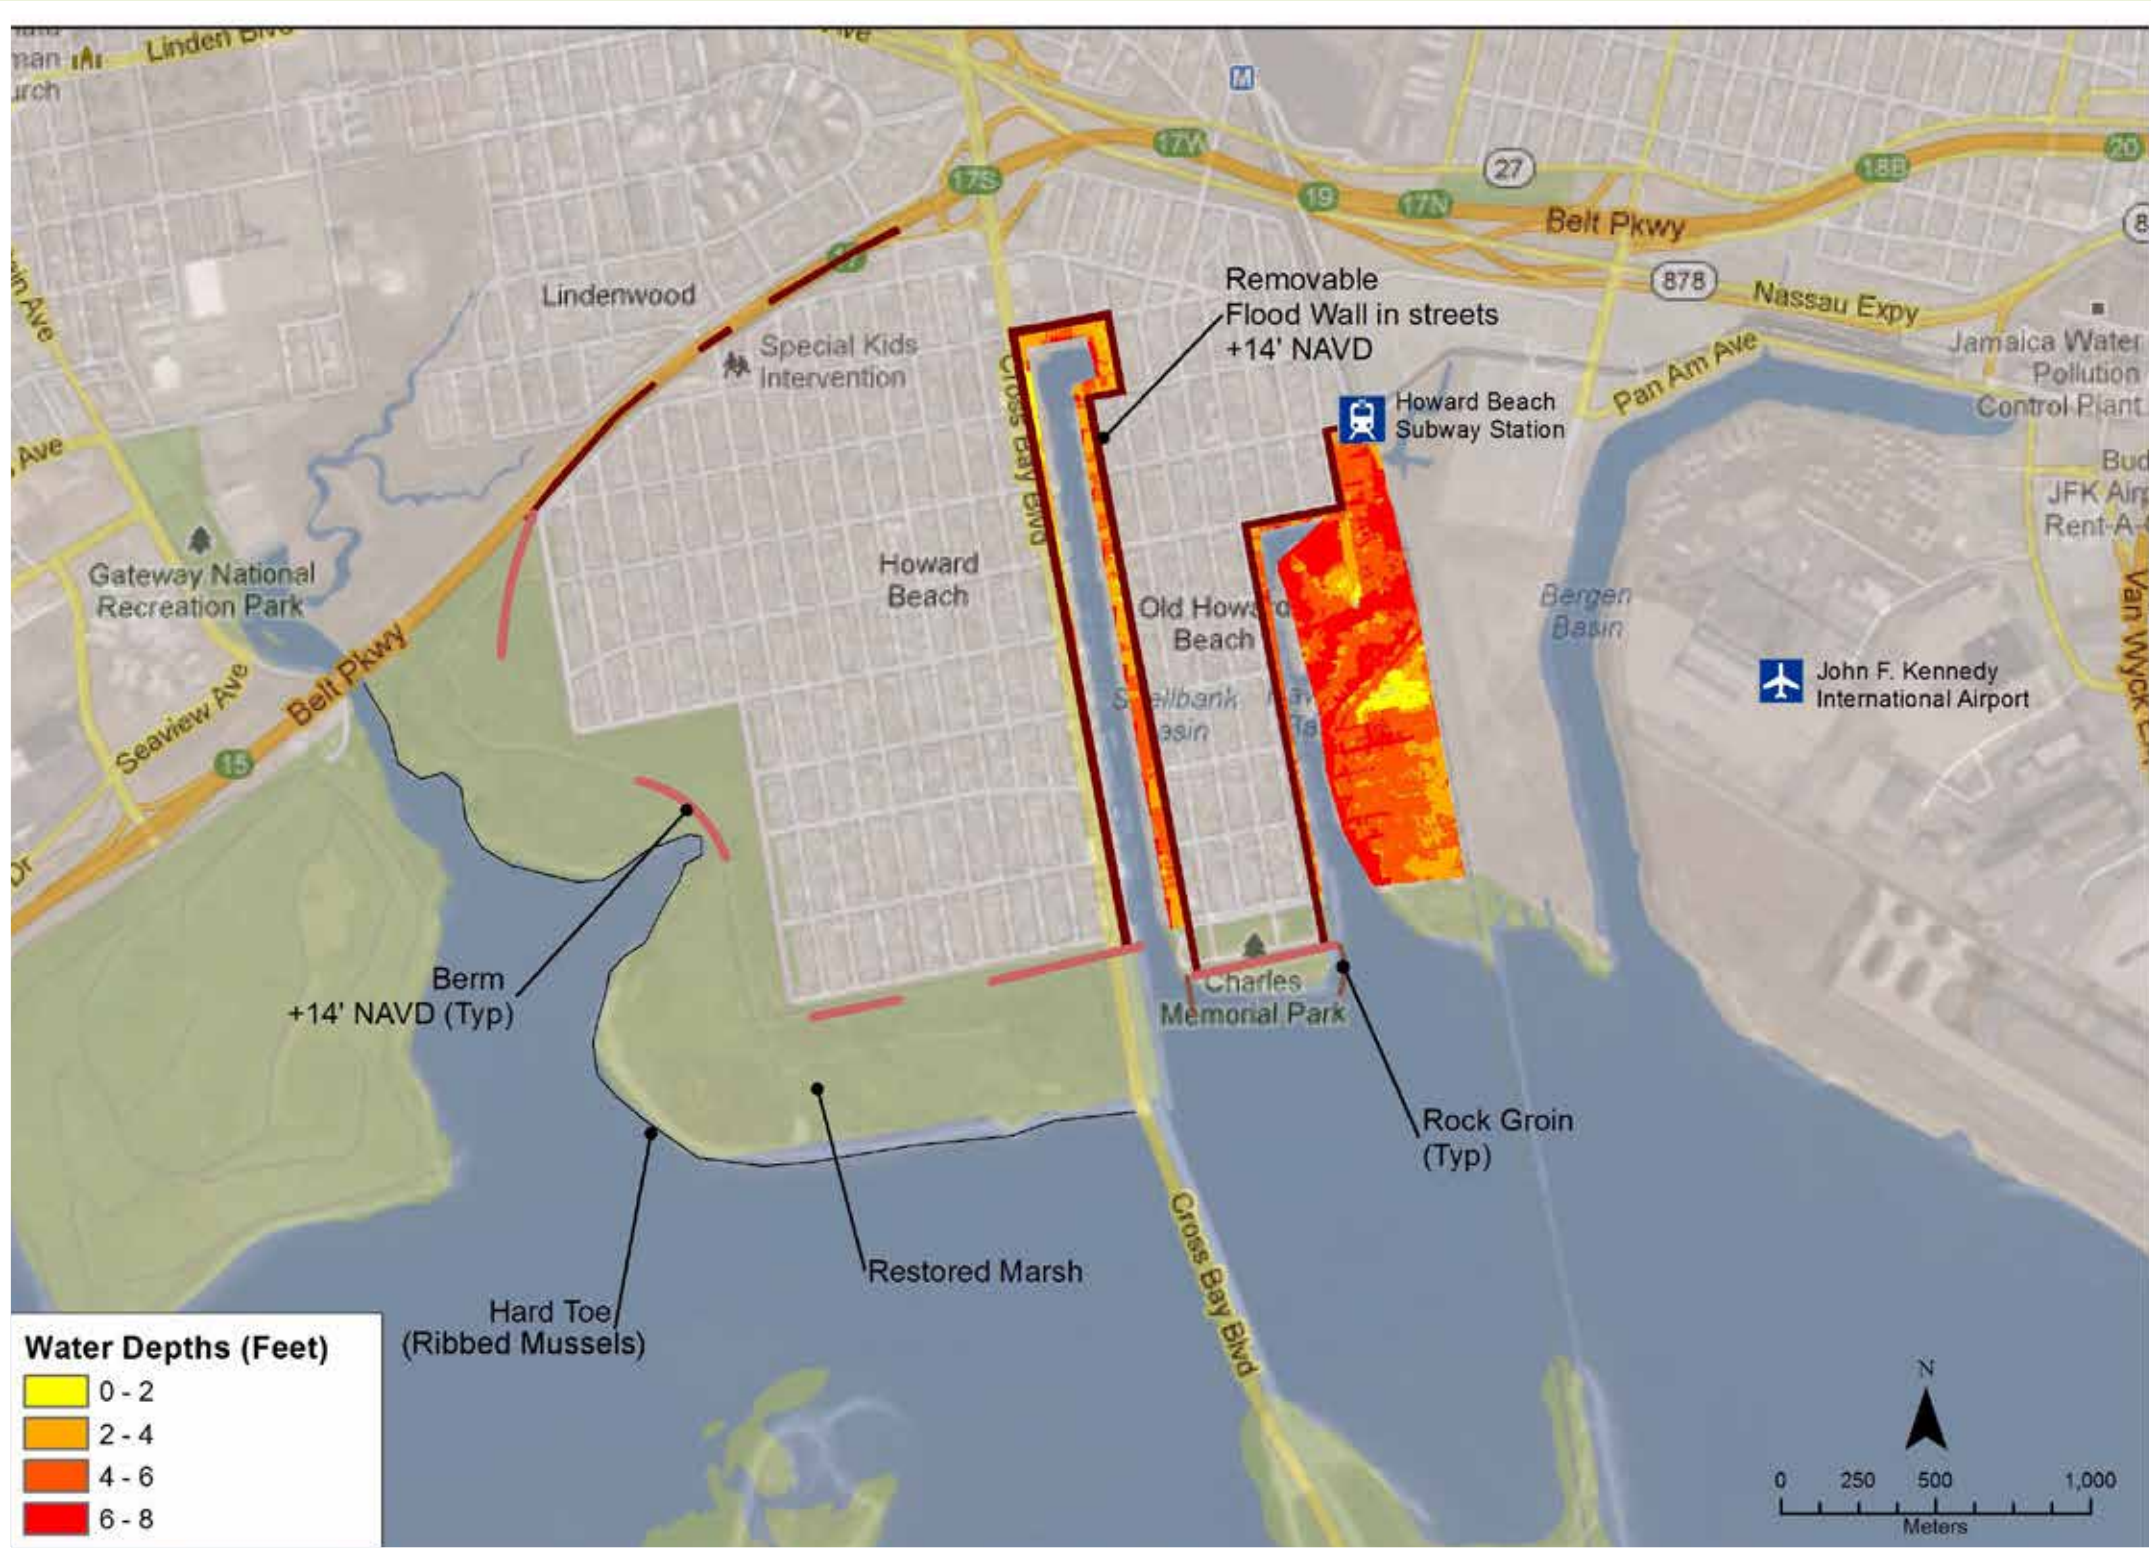 Linden Blvd
Ave
M
27
20
17W
17S
19
17N
18B
Belt Pkwy
878
Nassau Expy
Lindenwood
Removable
Flood Wall in streets
+14' NAVD
Special Kids
Intervention
Jamaica Water
Pollution
Control Plant
Pan Am Ave
Howard Beach
Subway Station
Cross Bay Blvd
Ave
Gateway National
Recreation Park
Howard
Beach
Old Howard
Beach
Bergen
Basin
Belt Pkwy
Seaview Ave
15
John F. Kennedy
International Airport
Berm
+14' NAVD (Typ)
Charles
Memorial Park
Rock Groin
(Typ)
Restored Marsh
Hard Toe
(Ribbed Mussels)
Cross Bay Blvd
Water Depths (Feet)
0 - 2
2 - 4
4 - 6
6 - 8
N
0 250 500 1,000
Meters